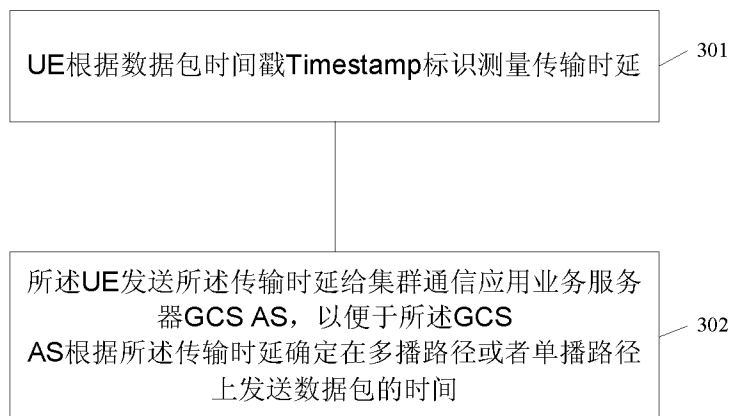 UE根据数据包时间戳Timestamp标识测量传输时延
301
所述UE发送所述传输时延给集群通信应用业务服务
器GCS AS，以便于所述GCS
AS根据所述传输时延确定在多播路径或者单播路径
上发送数据包的时间
302